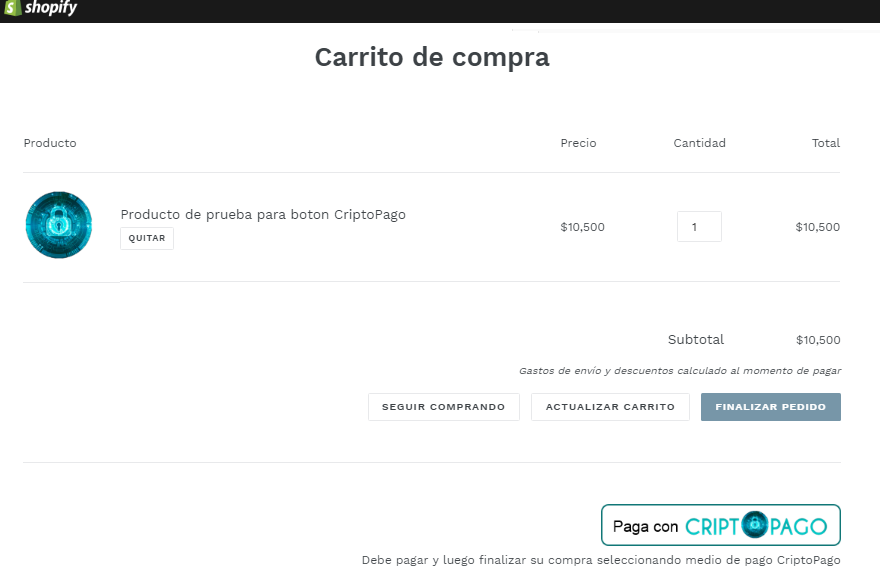 shopify
Carrito de compra
Producto Precio Cantidad Total
Producto de prueba para boton CriptoPago
QUITAR
$10,500 1 $10,500
Subtotal $10,500
Gastos de envío y descuentos calculado al momento de pagar
SEGUIR COMPRANDO ACTUALIZAR CARRITO FINALIZAR PEDIDO
Paga con CRIPTOPAGO
Debe pagar y luego finalizar su compra seleccionando medio de pago CriptoPago